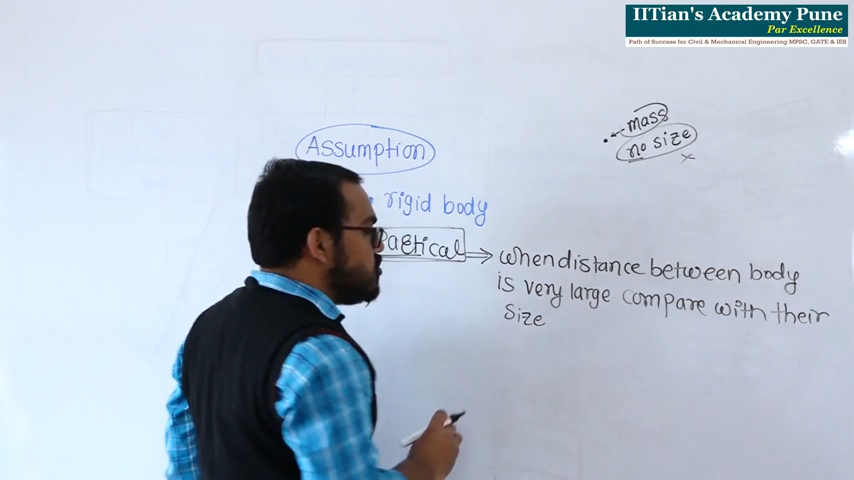 IITian's Academy Pune
Par Excellence
Path of Success for Civil & Mechanical Engineering MPSC, GATE & IES
mass
no size
Assumption
rigid body
when distance between body
is very large compare with their
size